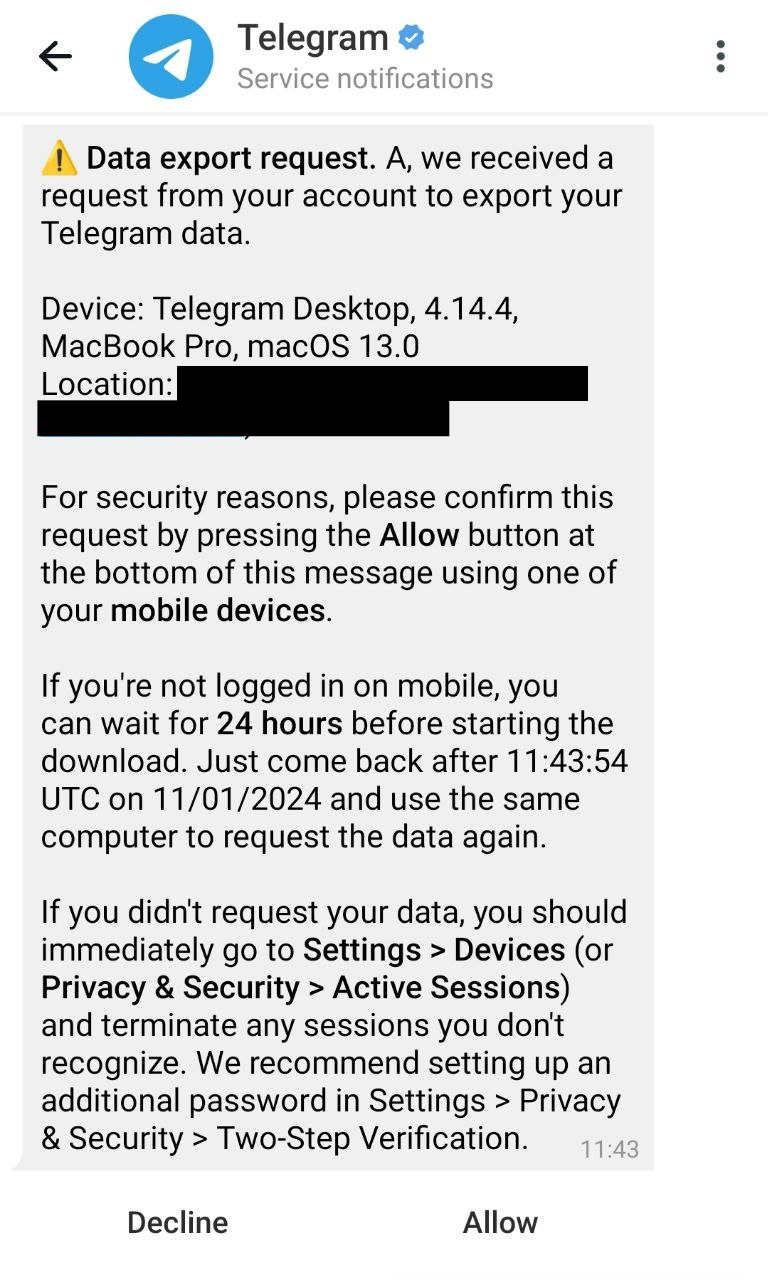 Telegram
Service notifications
⚠️ Data export request. A, we received a
request from your account to export your
Telegram data.
Device: Telegram Desktop, 4.14.4,
MacBook Pro, macOS 13.0
Location:
For security reasons, please confirm this
request by pressing the Allow button at
the bottom of this message using one of
your mobile devices.
If you're not logged in on mobile, you
can wait for 24 hours before starting the
download. Just come back after 11:43:54
UTC on 11/01/2024 and use the same
computer to request the data again.
If you didn't request your data, you should
immediately go to Settings > Devices (or
Privacy & Security > Active Sessions)
and terminate any sessions you don't
recognize. We recommend setting up an
additional password in Settings > Privacy
& Security > Two-Step Verification.
11:43
Decline Allow